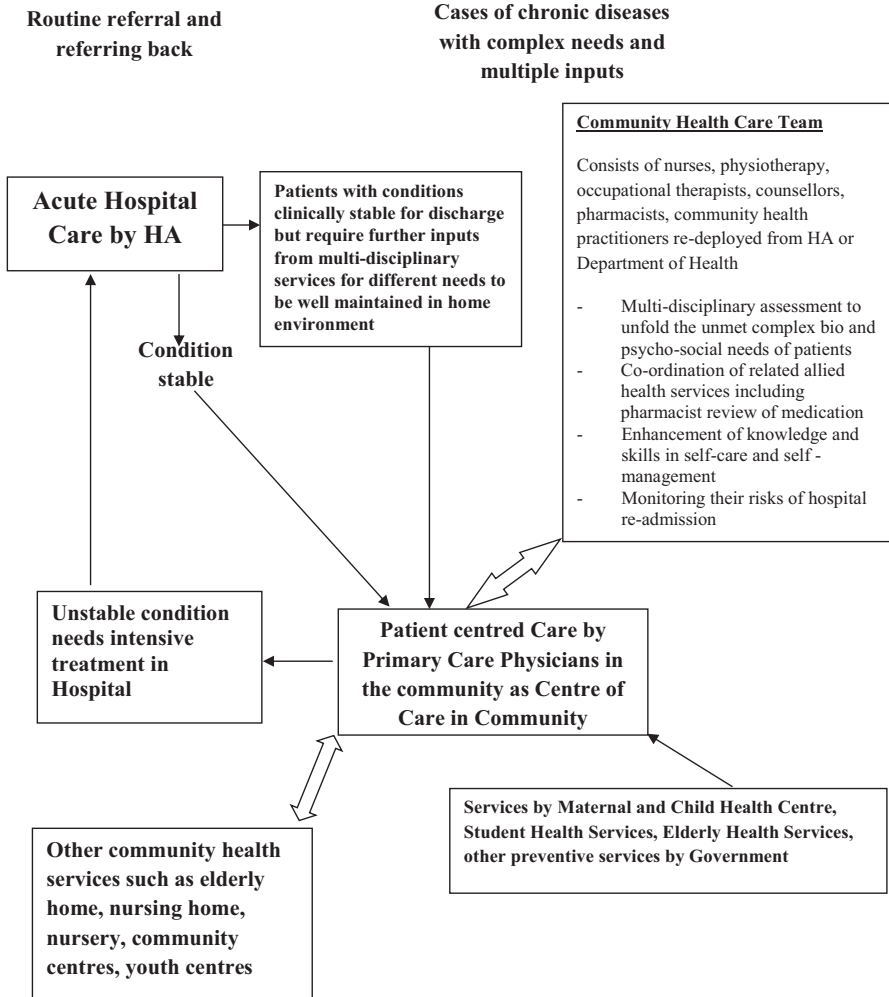 Routine referral and
referring back
Cases of chronic diseases
with complex needs and
multiple inputs
Community Health Care Team
Consists of nurses, physiotherapy,
occupational therapists, counsellors,
pharmacists, community health
practitioners re-deployed from HA or
Department of Health
- Multi-disciplinary assessment to
unfold the unmet complex bio and
psycho-social needs of patients
- Co-ordination of related allied
health services including
pharmacist review of medication
- Enhancement of knowledge and
skills in self-care and self -
management
- Monitoring their risks of hospital
re-admission
Acute Hospital
Care by HA
Patients with conditions
clinically stable for discharge
but require further inputs
from multi-disciplinary
services for different needs to
be well maintained in home
environment
Condition
stable
Unstable condition
needs intensive
treatment in
Hospital
Patient centred Care by
Primary Care Physicians in
the community as Centre of
Care in Community
Services by Maternal and Child Health Centre,
Student Health Services, Elderly Health Services,
other preventive services by Government
Other community health
services such as elderly
home, nursing home,
nursery, community
centres, youth centres